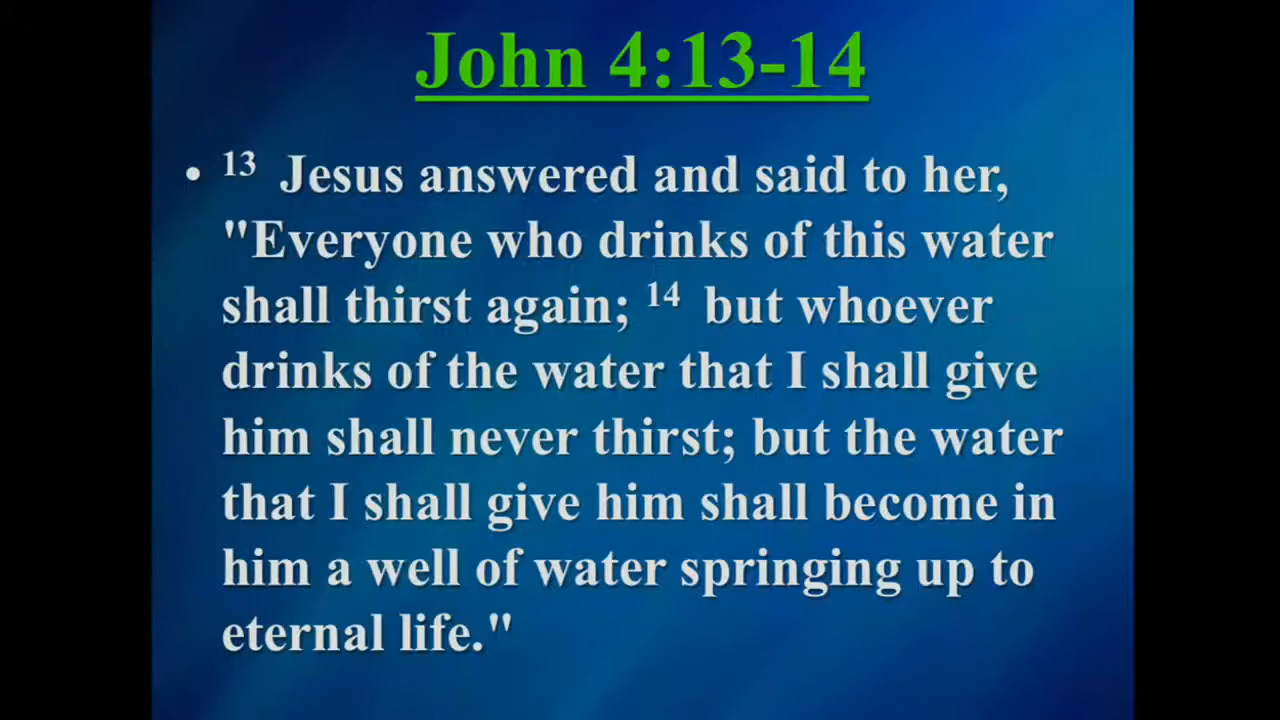 John 4:13-14
• 13 Jesus answered and said to her,
"Everyone who drinks of this water
shall thirst again; 14 but whoever
drinks of the water that I shall give
him shall never thirst; but the water
that I shall give him shall become in
him a well of water springing up to
eternal life."